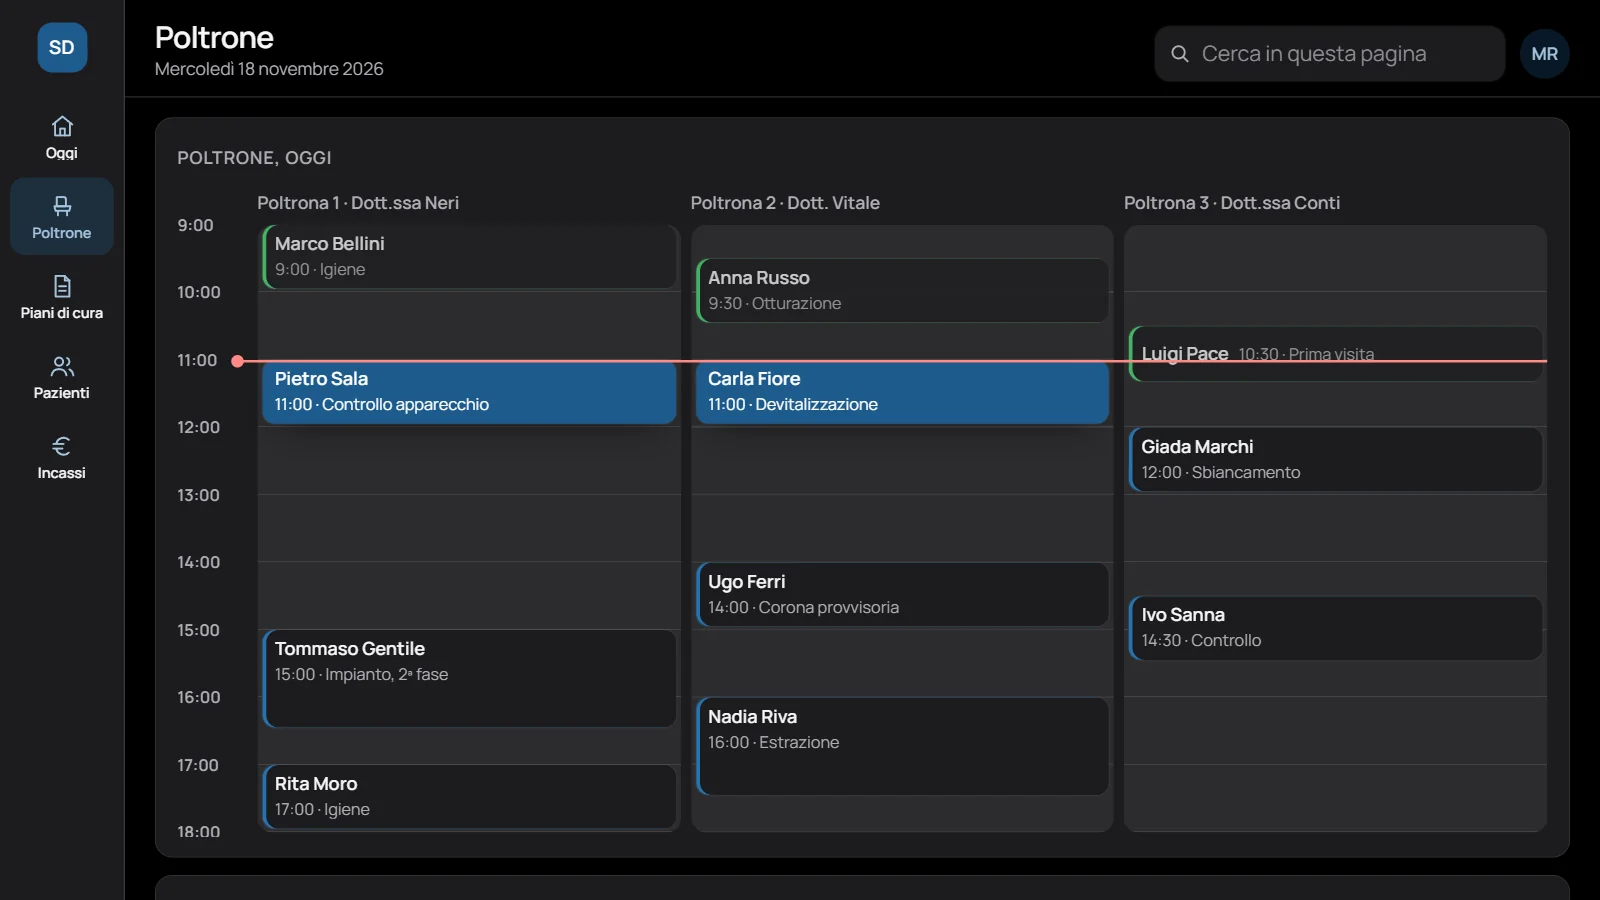 SD
Oggi
Poltrone
Piani di cura
Pazienti
Incassi
Poltrone
Mercoledì 18 novembre 2026
Cerca in questa pagina
MR
POLTRONE, OGGI
Poltrona 1 · Dott.ssa Neri
Poltrona 2 · Dott. Vitale
Poltrona 3 · Dott.ssa Conti
9:00
10:00
11:00
12:00
13:00
14:00
15:00
16:00
17:00
18:00
Marco Bellini
9:00 · Igiene
Pietro Sala
11:00 · Controllo apparecchio
Tommaso Gentile
15:00 · Impianto, 2ª fase
Rita Moro
17:00 · Igiene
Anna Russo
9:30 · Otturazione
Carla Fiore
11:00 · Devitalizzazione
Ugo Ferri
14:00 · Corona provvisoria
Nadia Riva
16:00 · Estrazione
Luigi Pace 10:30 · Prima visita
Giada Marchi
12:00 · Sbiancamento
Ivo Sanna
14:30 · Controllo